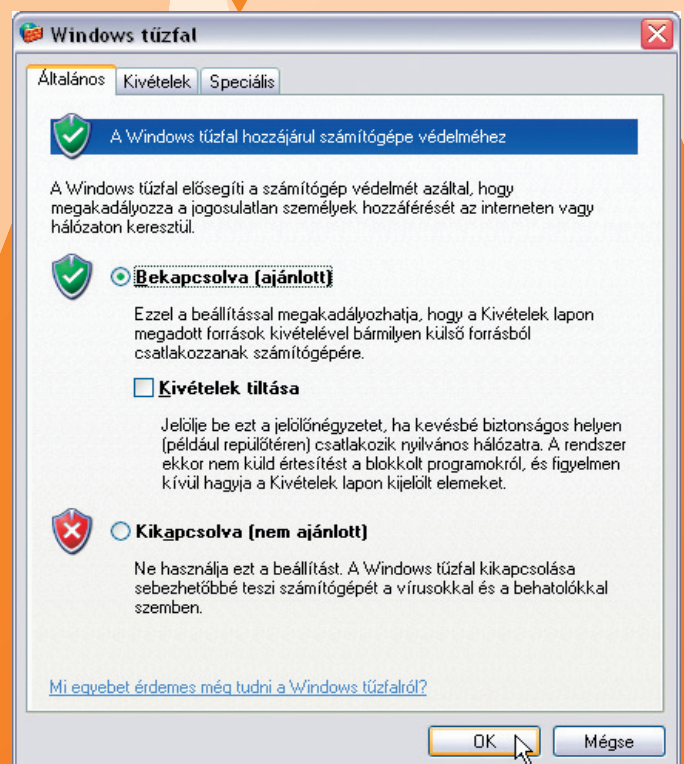 Windows tűzfal
Általános Kivételek Speciális
A Windows tűzfal hozzájárul számítógépe védelméhez
A Windows tűzfal elősegíti a számítógép védelmét azáltal, hogy
megakadályozza a jogosulatlan személyek hozzáférését az interneten vagy
hálózaton keresztül.
Bekapcsolva (ajánlott)
Ezzel a beállítással megakadályozhatja, hogy a Kivételek lapon
megadott források kivételével bármilyen külső forrásból
csatlakozzanak számítógépére.
Kivételek tiltása
Jelölje be ezt a jelölőnégyzetet, ha kevésbé biztonságos helyen
(például repülőtéren) csatlakozik nyilvános hálózatra. A rendszer
ekkor nem küld értesítést a blokkolt programokról, és figyelmen
kívül hagyja a Kivételek lapon kijelölt elemeket.
Kikapcsolva (nem ajánlott)
Ne használja ezt a beállítást. A Windows tűzfal kikapcsolása
sebezhetőbbé teszi számítógépét a vírusokkal és a behatolókkal
szemben.
Mi egyebet érdemes még tudni a Windows tűzfalról?
OK Mégse